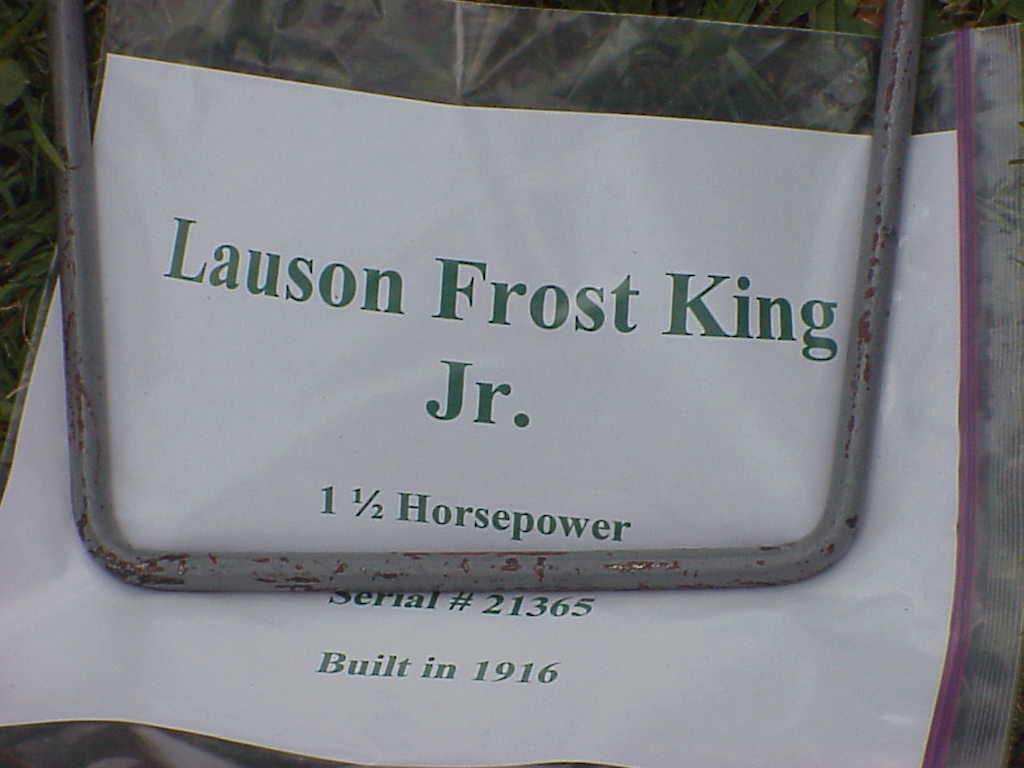 Lauson Frost King
Jr.
1 ½ Horsepower
Serial # 21365
Built in 1916